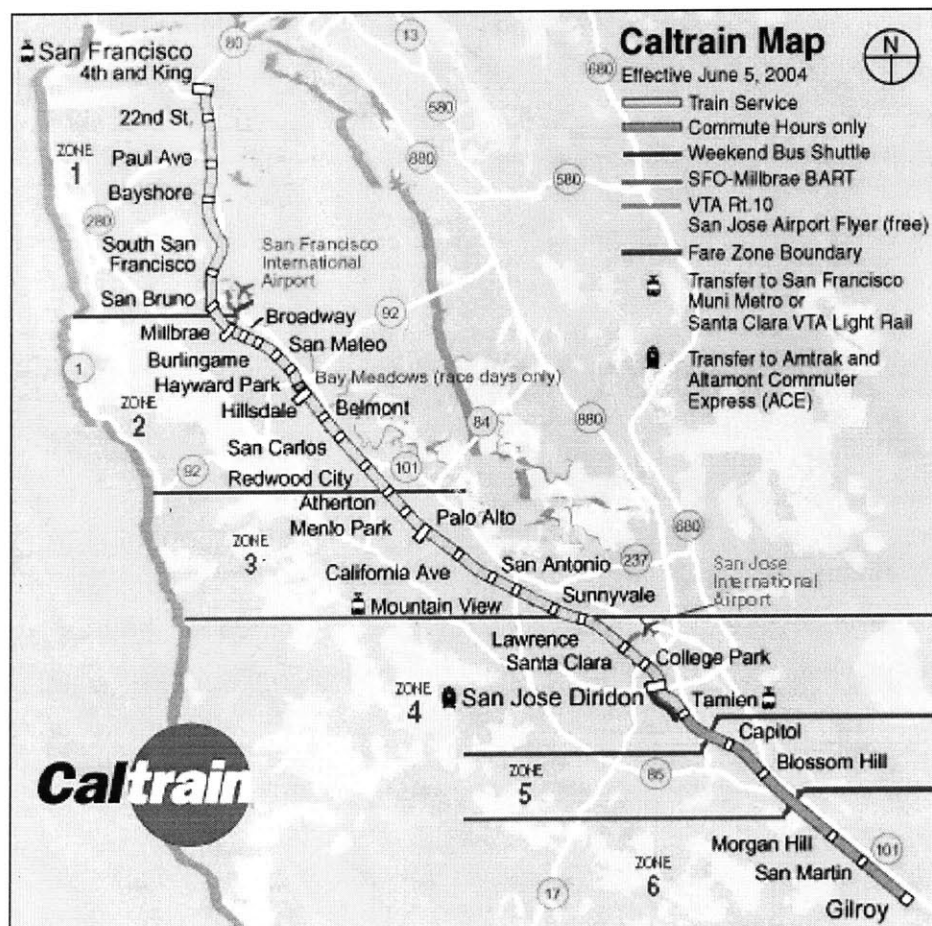 San Francisco
4th and King
22nd St.
Paul Ave
Bayshore
South San
Francisco
San Bruno
Millbrae
Broadway
Burlingame
San Mateo
Hayward Park
Bay Meadows (race days only)
Hillsdale
Belmont
San Carlos
Redwood City
Atherton
Menlo Park
Palo Alto
California Ave
San Antonio
Mountain View
Sunnyvale
Lawrence
Santa Clara
College Park
San Jose Diridon
Tamien
Capitol
Blossom Hill
Morgan Hill
San Martin
Gilroy
San Francisco
International
Airport
San Jose
International
Airport
ZONE
1
ZONE
2
ZONE
3
ZONE
4
ZONE
5
ZONE
6
80
13
580
680
880
580
280
92
1
84
880
92
101
680
237
85
101
17
Caltrain Map
Effective June 5, 2004
N
Train Service
Commute Hours only
Weekend Bus Shuttle
SFO-Millbrae BART
VTA Rt.10
San Jose Airport Flyer (free)
Fare Zone Boundary
Transfer to San Francisco
Muni Metro or
Santa Clara VTA Light Rail
Transfer to Amtrak and
Altamont Commuter
Express (ACE)
Caltrain